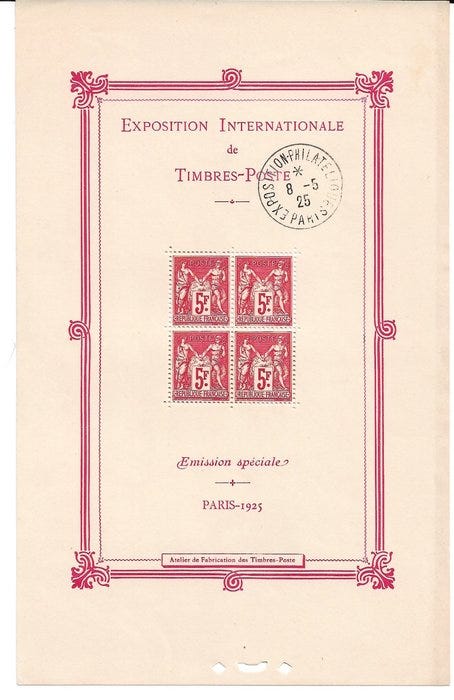 EXPOSITION INTERNATIONALE
de
TIMBRES-POSTE
EXPOSITION-PHILATELIQUE
*
8 -5
25
PARIS
POSTES
5F
REPUBLIQUE FRANÇAISE
POSTES
5F
REPUBLIQUE FRANÇAISE
POSTES
5F
REPUBLIQUE FRANÇAISE
POSTES
5F
REPUBLIQUE FRANÇAISE
Emission spéciale
PARIS-1925
Atelier de Fabrication des Timbres-Poste